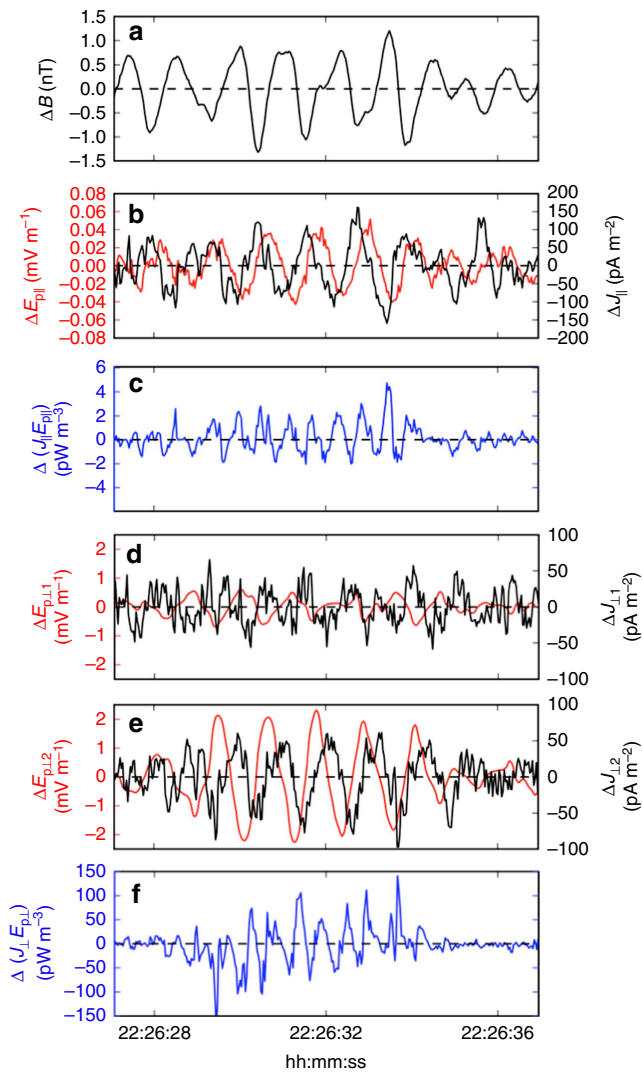 a
1.5
1.0
0.5
0.0
−0.5
−1.0
−1.5
ΔB (nT)
b
0.08
0.06
0.04
0.02
0.00
−0.02
−0.04
−0.06
−0.08
ΔE_p∥ (mV m⁻¹)
200
150
100
50
0
−50
−100
−150
−200
ΔJ_∥ (pA m⁻²)
c
6
4
2
0
−2
−4
Δ (J_∥E_p∥)
(pW m⁻³)
d
2
1
0
−1
−2
ΔE_p⊥1
(mV m⁻¹)
100
50
0
−50
−100
ΔJ_⊥1
(pA m⁻²)
e
2
1
0
−1
−2
ΔE_p⊥2
(mV m⁻¹)
100
50
0
−50
−100
ΔJ_⊥2
(pA m⁻²)
f
150
100
50
0
−50
−100
−150
Δ (J_⊥E_p⊥)
(pW m⁻³)
22:26:28 22:26:32 22:26:36
hh:mm:ss